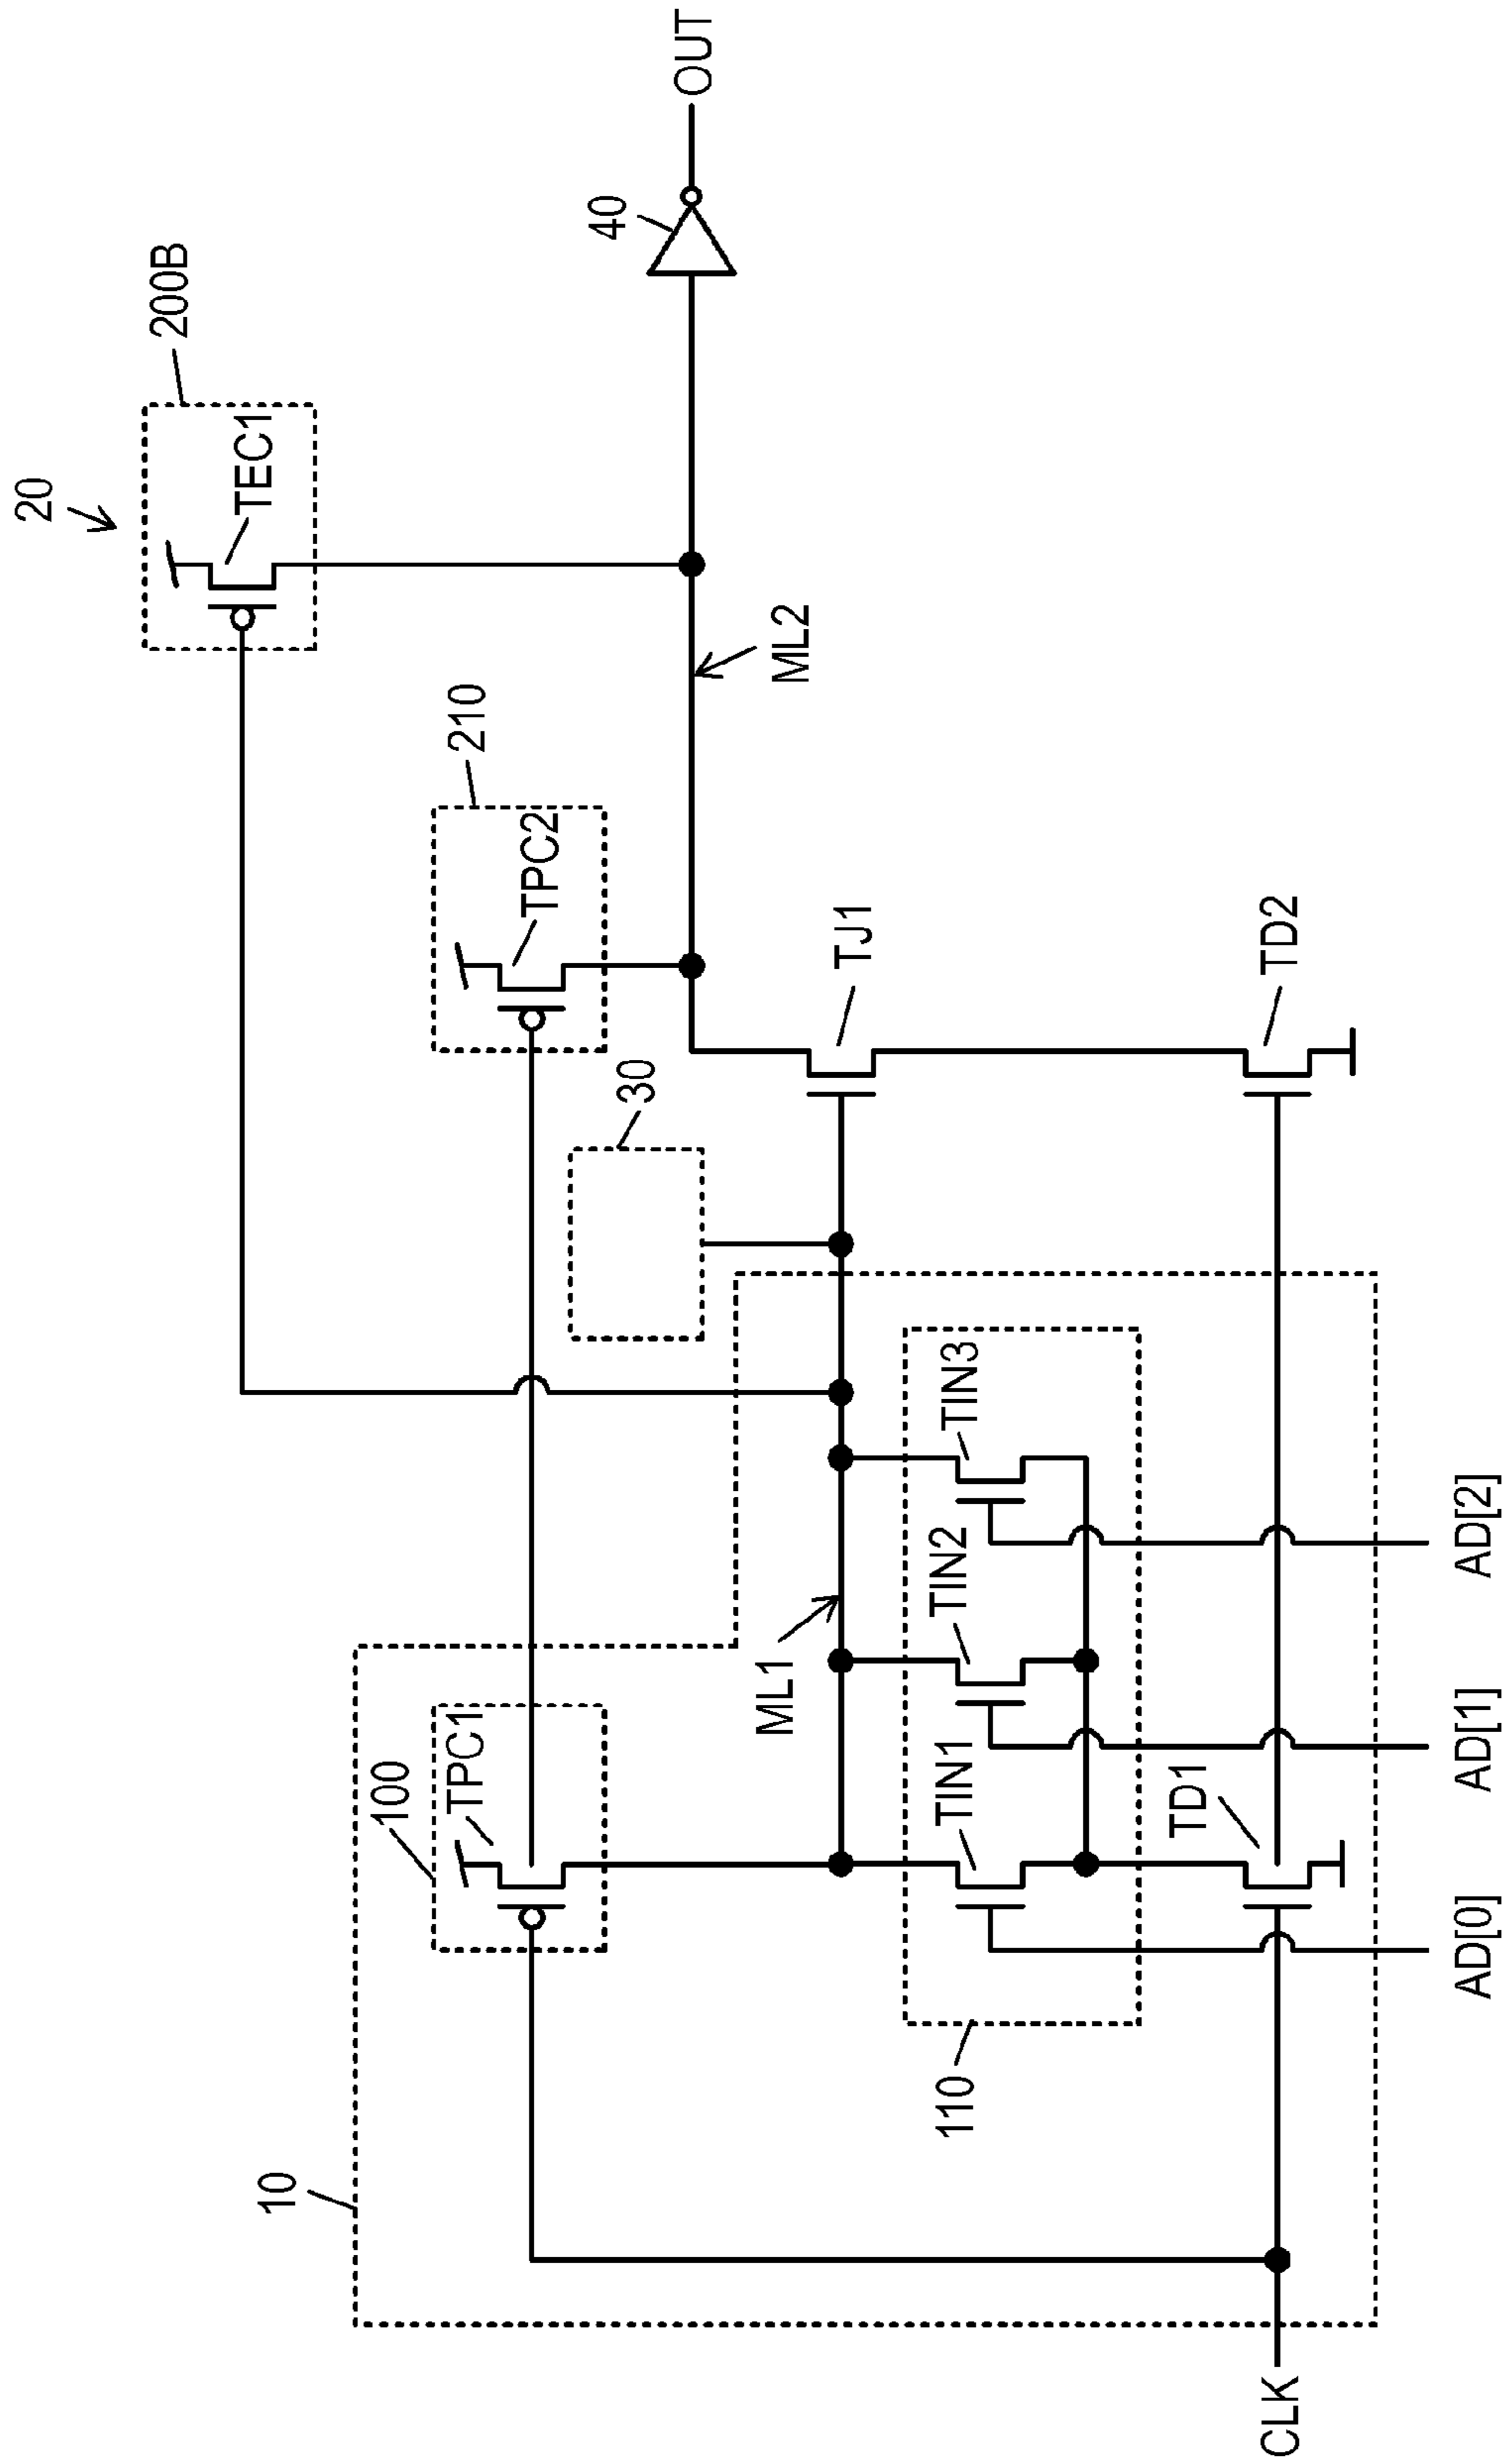 20
200B
TEC1
210
TPC2
30
40
OUT
ML2
10
100
TPC1
ML1
TJ1
110
TIN1
TIN2
TIN3
TD1
TD2
CLK
AD[0]
AD[1]
AD[2]